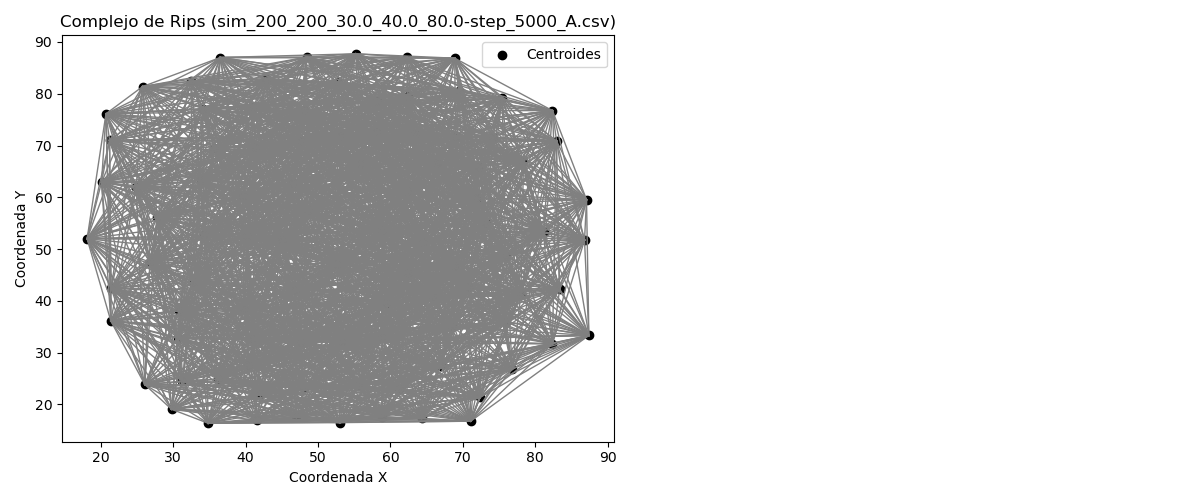 Complejo de Rips (sim_200_200_30.0_40.0_80.0-step_5000_A.csv)
Centroides
90
80
70
60
50
40
30
20
Coordenada Y
20 30 40 50 60 70 80 90
Coordenada X